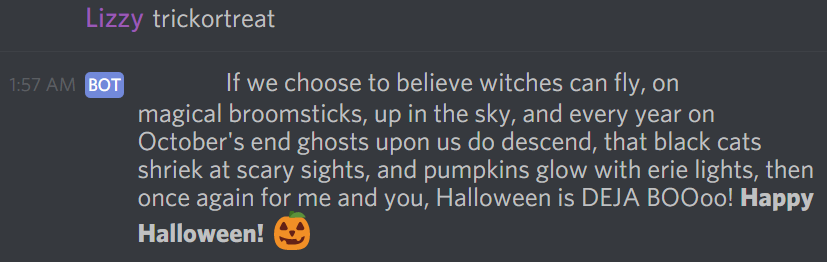 Lizzy trickortreat
1:57 AM BOT If we choose to believe witches can fly, on
magical broomsticks, up in the sky, and every year on
October's end ghosts upon us do descend, that black cats
shriek at scary sights, and pumpkins glow with erie lights, then
once again for me and you, Halloween is DEJA BOOoo! Happy
Halloween! 🎃